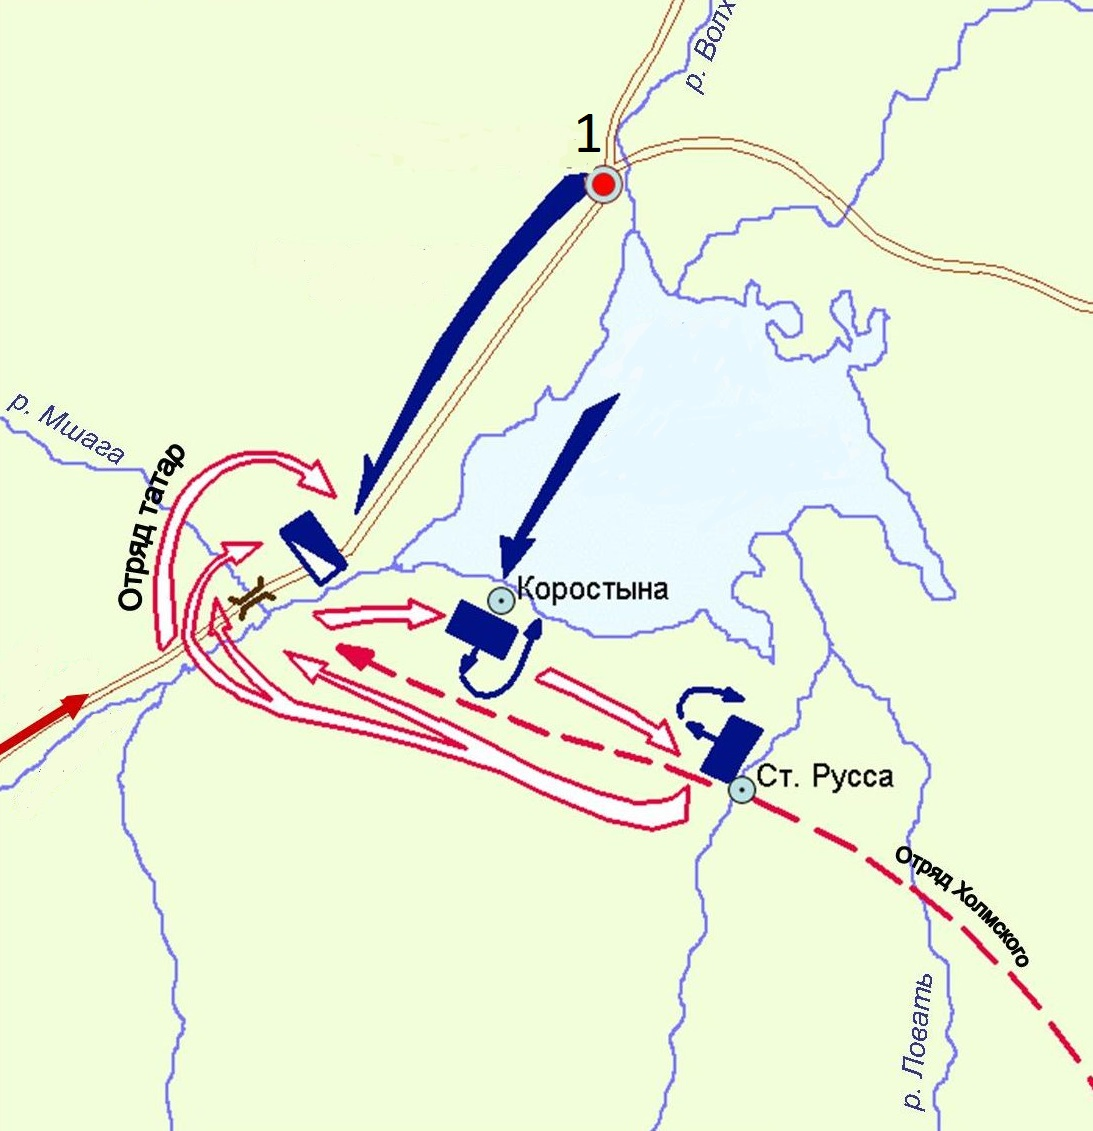 р. Волх
1
р. Мшага
Отряд татар
Коростына
Ст. Русса
Отряд Холмского
р. Ловать